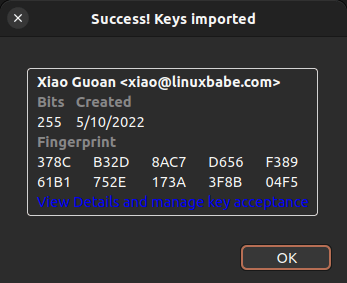 Success! Keys imported
Xiao Guoan <xiao@linuxbabe.com>
Bits Created
255 5/10/2022
Fingerprint
378C B32D 8AC7 D656 F389
61B1 752E 173A 3F8B 04F5
View Details and manage key acceptance
OK